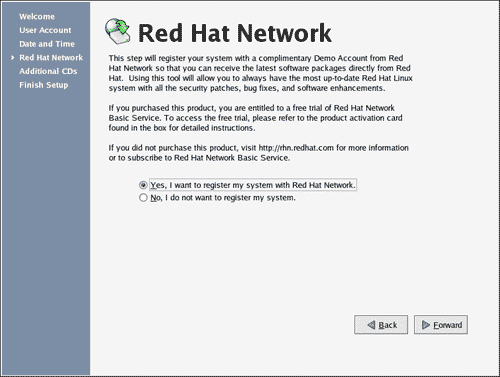 Welcome
User Account
Date and Time
Red Hat Network
Additional CDs
Finish Setup
Red Hat Network
This step will register your system with a complimentary Demo Account from Red
Hat Network so that you can receive the latest software packages directly from Red
Hat. Using this tool will allow you to always have the most up-to-date Red Hat Linux
system with all the security patches, bug fixes, and software enhancements.
If you purchased this product, you are entitled to a free trial of Red Hat Network
Basic Service. To access the free trial, please refer to the product activation card
found in the box for detailed instructions.
If you did not purchase this product, visit http://rhn.redhat.com for more information
or to subscribe to Red Hat Network Basic Service.
Yes, I want to register my system with Red Hat Network.
No, I do not want to register my system.
Back
Forward